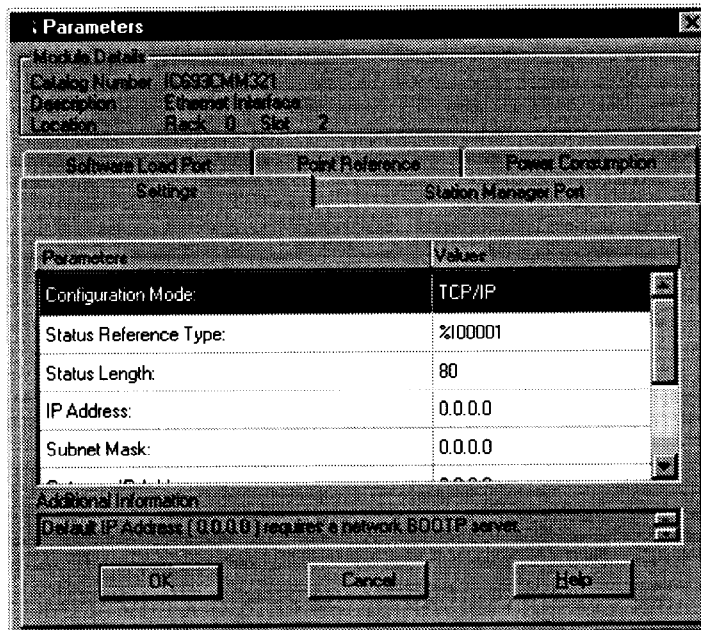 Parameters
Module Details
Catalog Number IC693CMM321
Description Ethernet Interface
Location Rack 0 Slot 2
Software Load Port Point Reference Power Consumption
Settings Station Manager Port
Parameters Values
Configuration Mode: TCP/IP
Status Reference Type: %I00001
Status Length: 80
IP Address: 0.0.0.0
Subnet Mask: 0.0.0.0
Additional Information
Default IP Address ( 0.0.0.0 ) requires a network BOOTP server.
OK Cancel Help